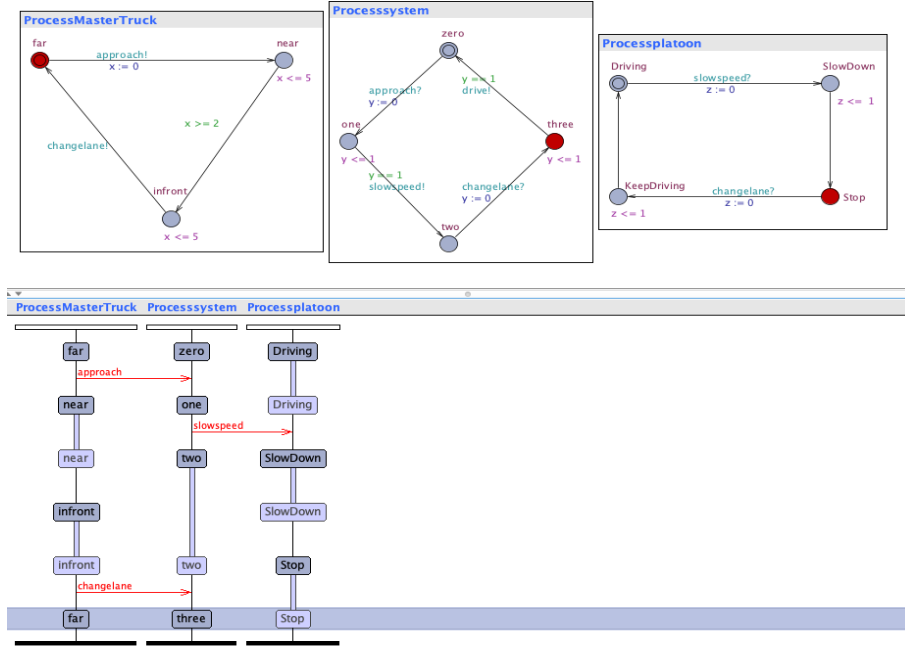 ProcessMasterTruck
far
near
approach!
x := 0
x <= 5
x >= 2
changelane!
infront
x <= 5
Processsystem
zero
approach?
y := 0
y == 1
drive!
one
three
y <= 1
y <= 1
y == 1
slowspeed!
changelane?
y := 0
two
Processplatoon
Driving
SlowDown
slowspeed?
z := 0
z <= 1
KeepDriving
changelane?
z := 0
Stop
z <= 1
ProcessMasterTruck Processsystem Processplatoon
far zero Driving
approach
near one Driving
slowspeed
near two SlowDown
infront SlowDown
infront two Stop
changelane
far three Stop